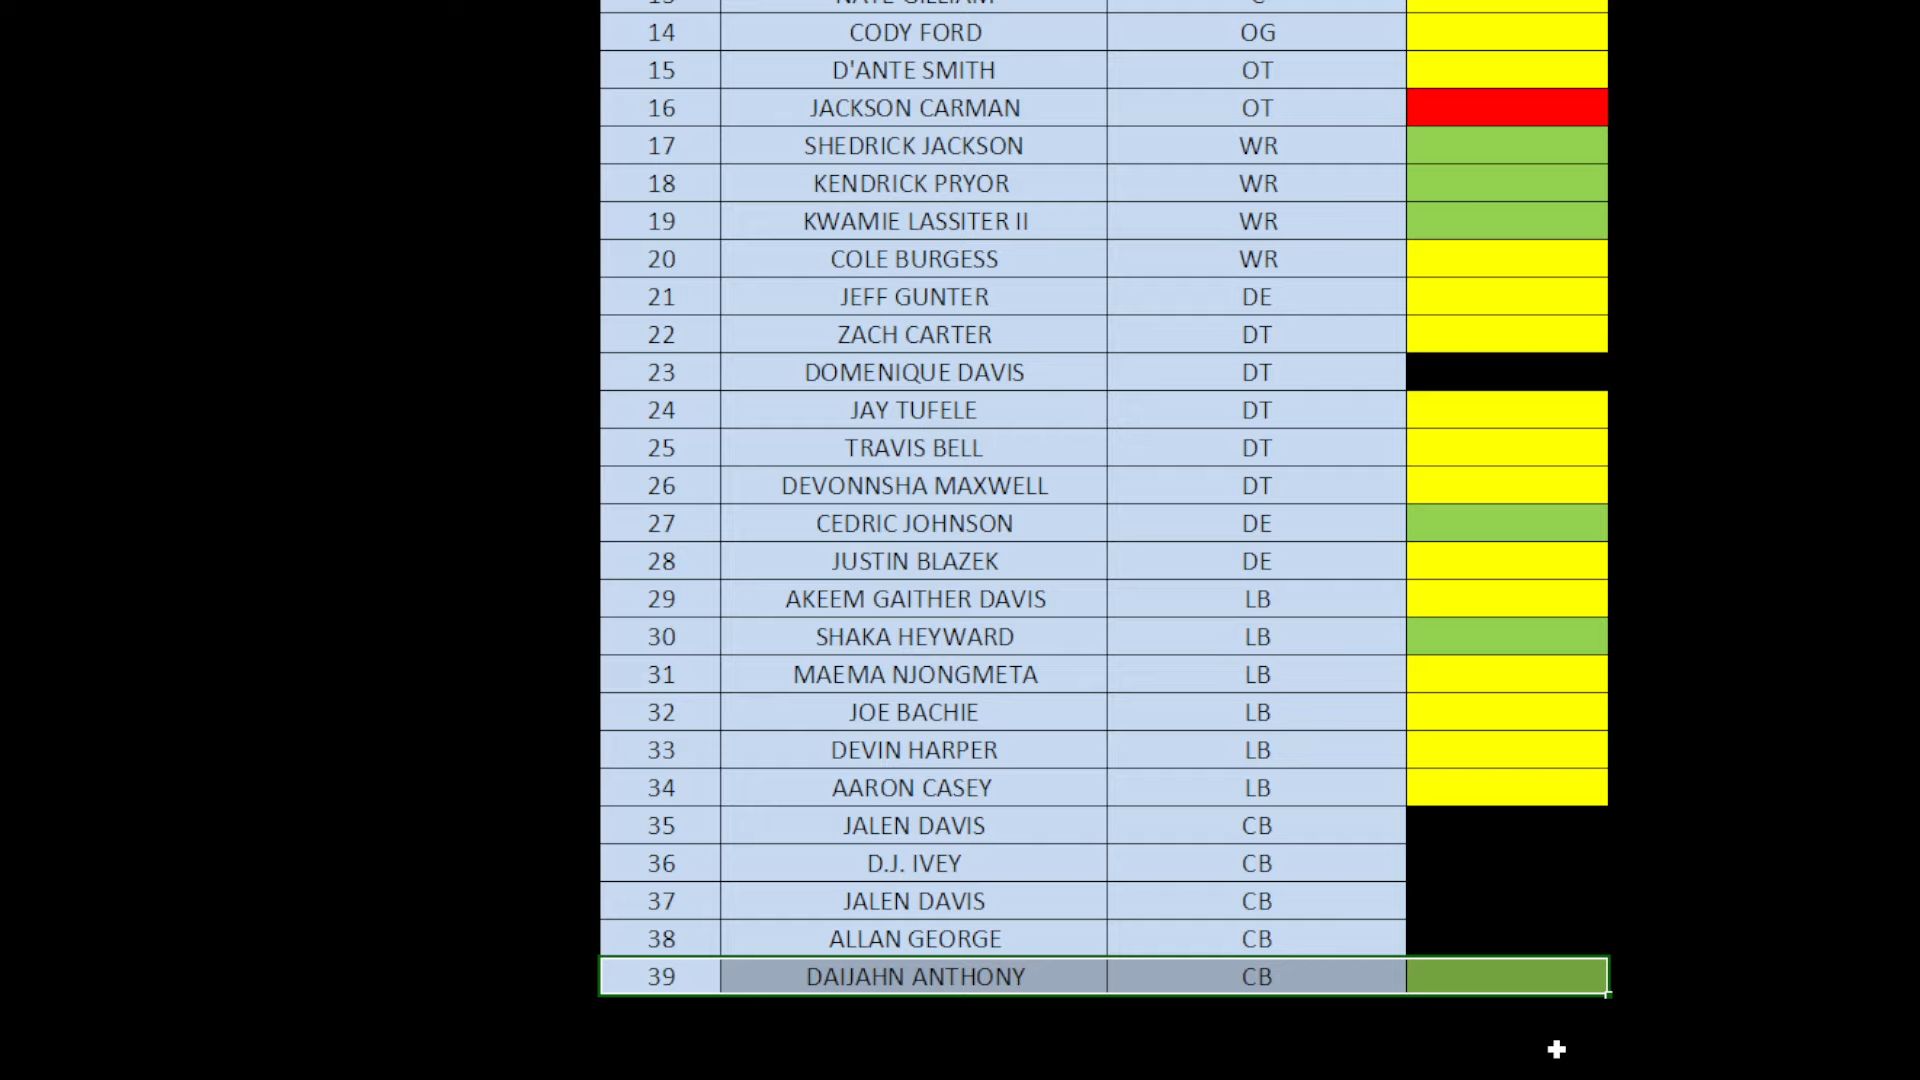 14 CODY FORD OG
15 D'ANTE SMITH OT
16 JACKSON CARMAN OT
17 SHEDRICK JACKSON WR
18 KENDRICK PRYOR WR
19 KWAMIE LASSITER II WR
20 COLE BURGESS WR
21 JEFF GUNTER DE
22 ZACH CARTER DT
23 DOMENIQUE DAVIS DT
24 JAY TUFELE DT
25 TRAVIS BELL DT
26 DEVONNSHA MAXWELL DT
27 CEDRIC JOHNSON DE
28 JUSTIN BLAZEK DE
29 AKEEM GAITHER DAVIS LB
30 SHAKA HEYWARD LB
31 MAEMA NJONGMETA LB
32 JOE BACHIE LB
33 DEVIN HARPER LB
34 AARON CASEY LB
35 JALEN DAVIS CB
36 D.J. IVEY CB
37 JALEN DAVIS CB
38 ALLAN GEORGE CB
39 DAIJAHN ANTHONY CB